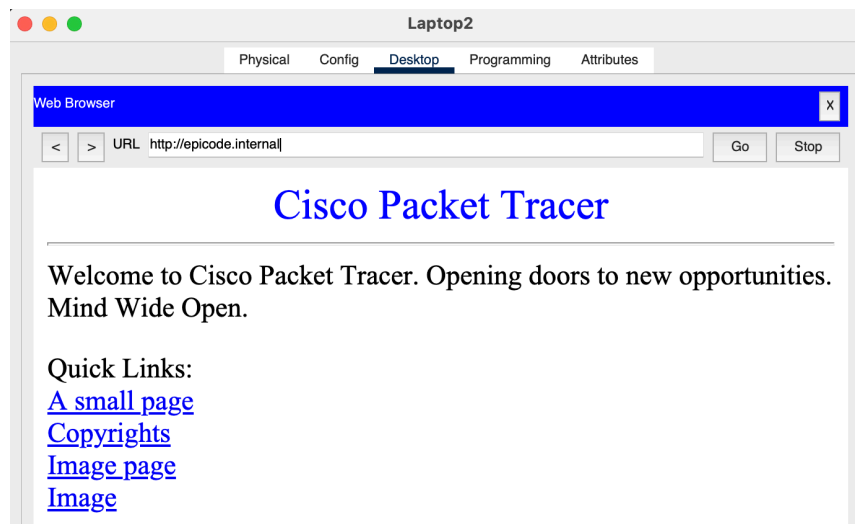 Laptop2
Physical Config Desktop Programming Attributes
Web Browser X
< > URL http://epicode.internal Go Stop
Cisco Packet Tracer
Welcome to Cisco Packet Tracer. Opening doors to new opportunities.
Mind Wide Open.
Quick Links:
A small page
Copyrights
Image page
Image